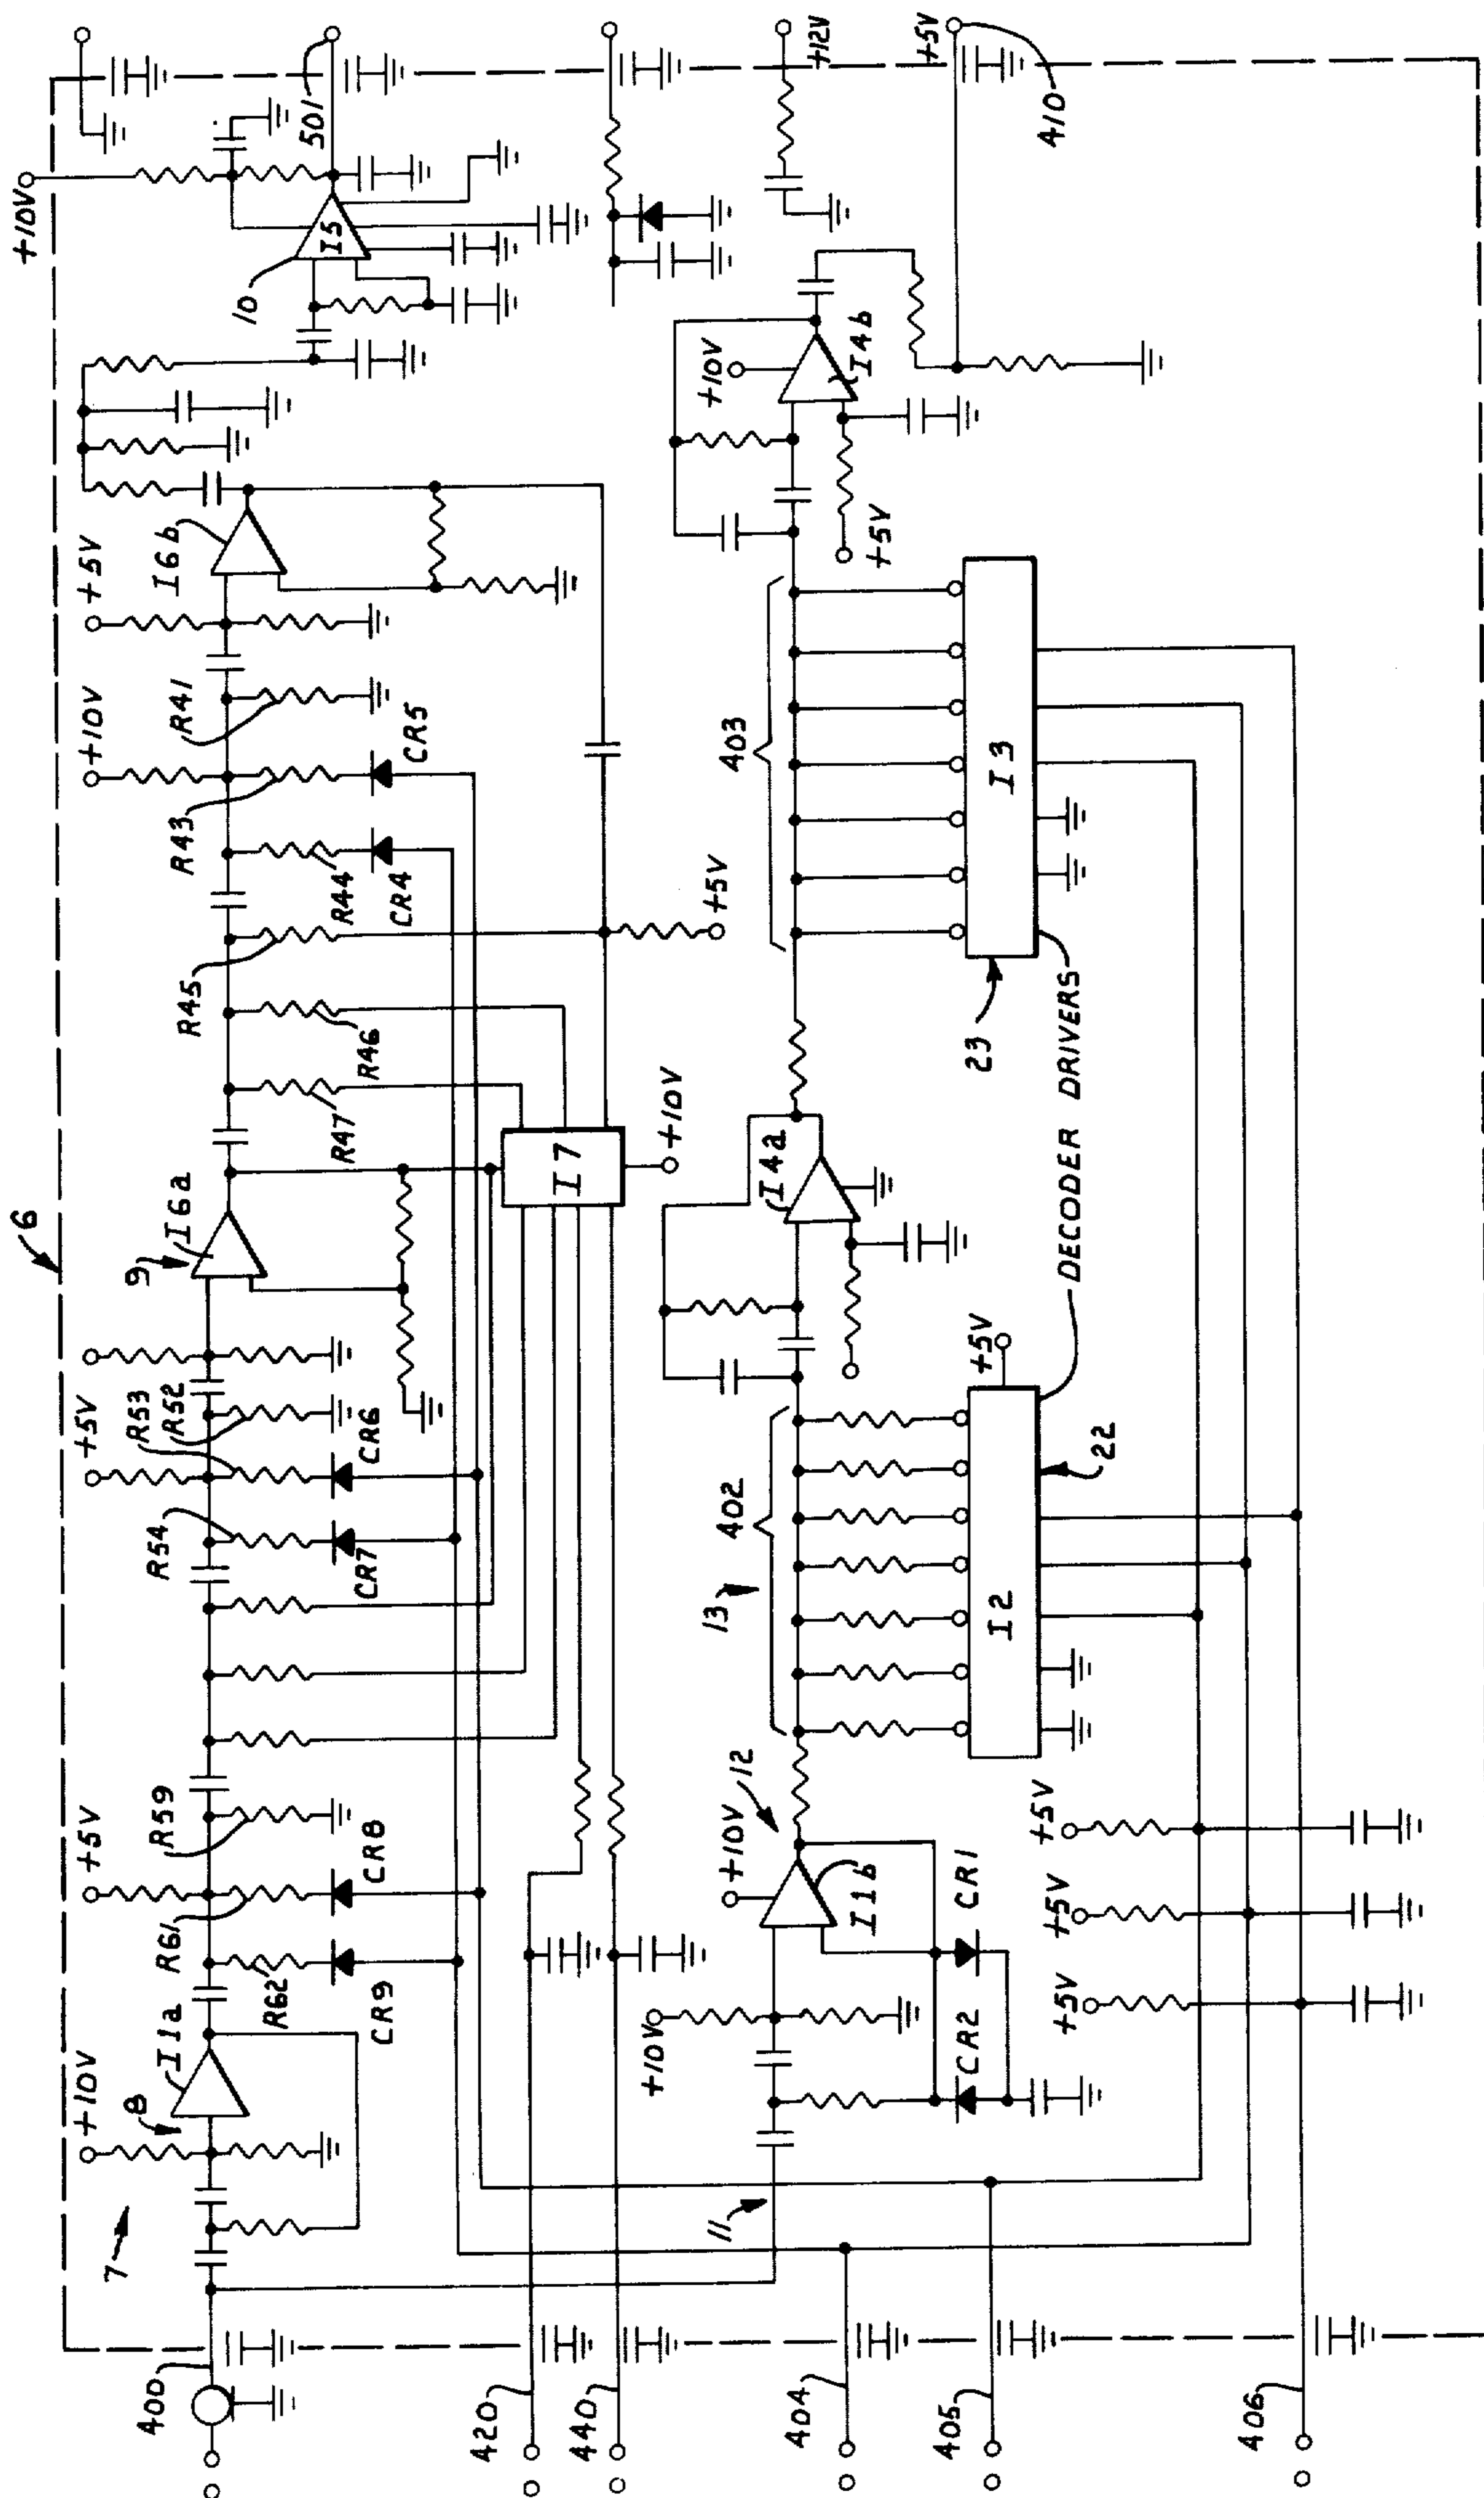 6
+10V
10
I5
501
+5V
I6b
+10V
R41
R43
CR5
R44
CR4
R45
R46
R47
+5V
9
I6a
I7
+10V
+5V
R53
R52
CR6
R54
CR7
+5V
R59
R61
CR8
R62
CR9
+10V
8
I1a
7
400
420
440
404
405
406
11
+10V
CR2
CR1
+10V
12
I1b
13
402
I2
22
+5V
DECODER DRIVERS
I4a
403
I3
23
+5V
+10V
I4b
+12V
+5V
410
+5V
+5V
+5V